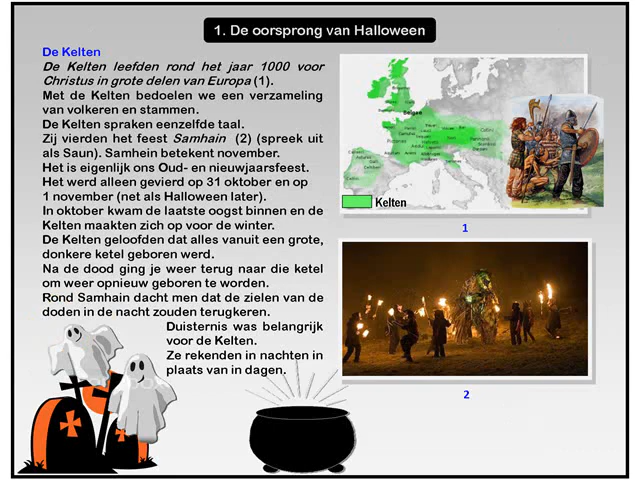 1. De oorsprong van Halloween
De Kelten
De Kelten leefden rond het jaar 1000 voor
Christus in grote delen van Europa (1).
Met de Kelten bedoelen we een verzameling
van volkeren en stammen.
De Kelten spraken eenzelfde taal.
Zij vierden het feest Samhain (2) (spreek uit
als Saun). Samhein betekent november.
Het is eigenlijk ons Oud- en nieuwjaarsfeest.
Het werd alleen gevierd op 31 oktober en op
1 november (net als Halloween later).
In oktober kwam de laatste oogst binnen en de
Kelten maakten zich op voor de winter.
De Kelten geloofden dat alles vanuit een grote,
donkere ketel geboren werd.
Na de dood ging je weer terug naar die ketel
om weer opnieuw geboren te worden.
Rond Samhain dacht men dat de zielen van de
doden in de nacht zouden terugkeren.
Duisternis was belangrijk
voor de Kelten.
Ze rekenden in nachten in
plaats van in dagen.
Belgen
Kelten
1
2